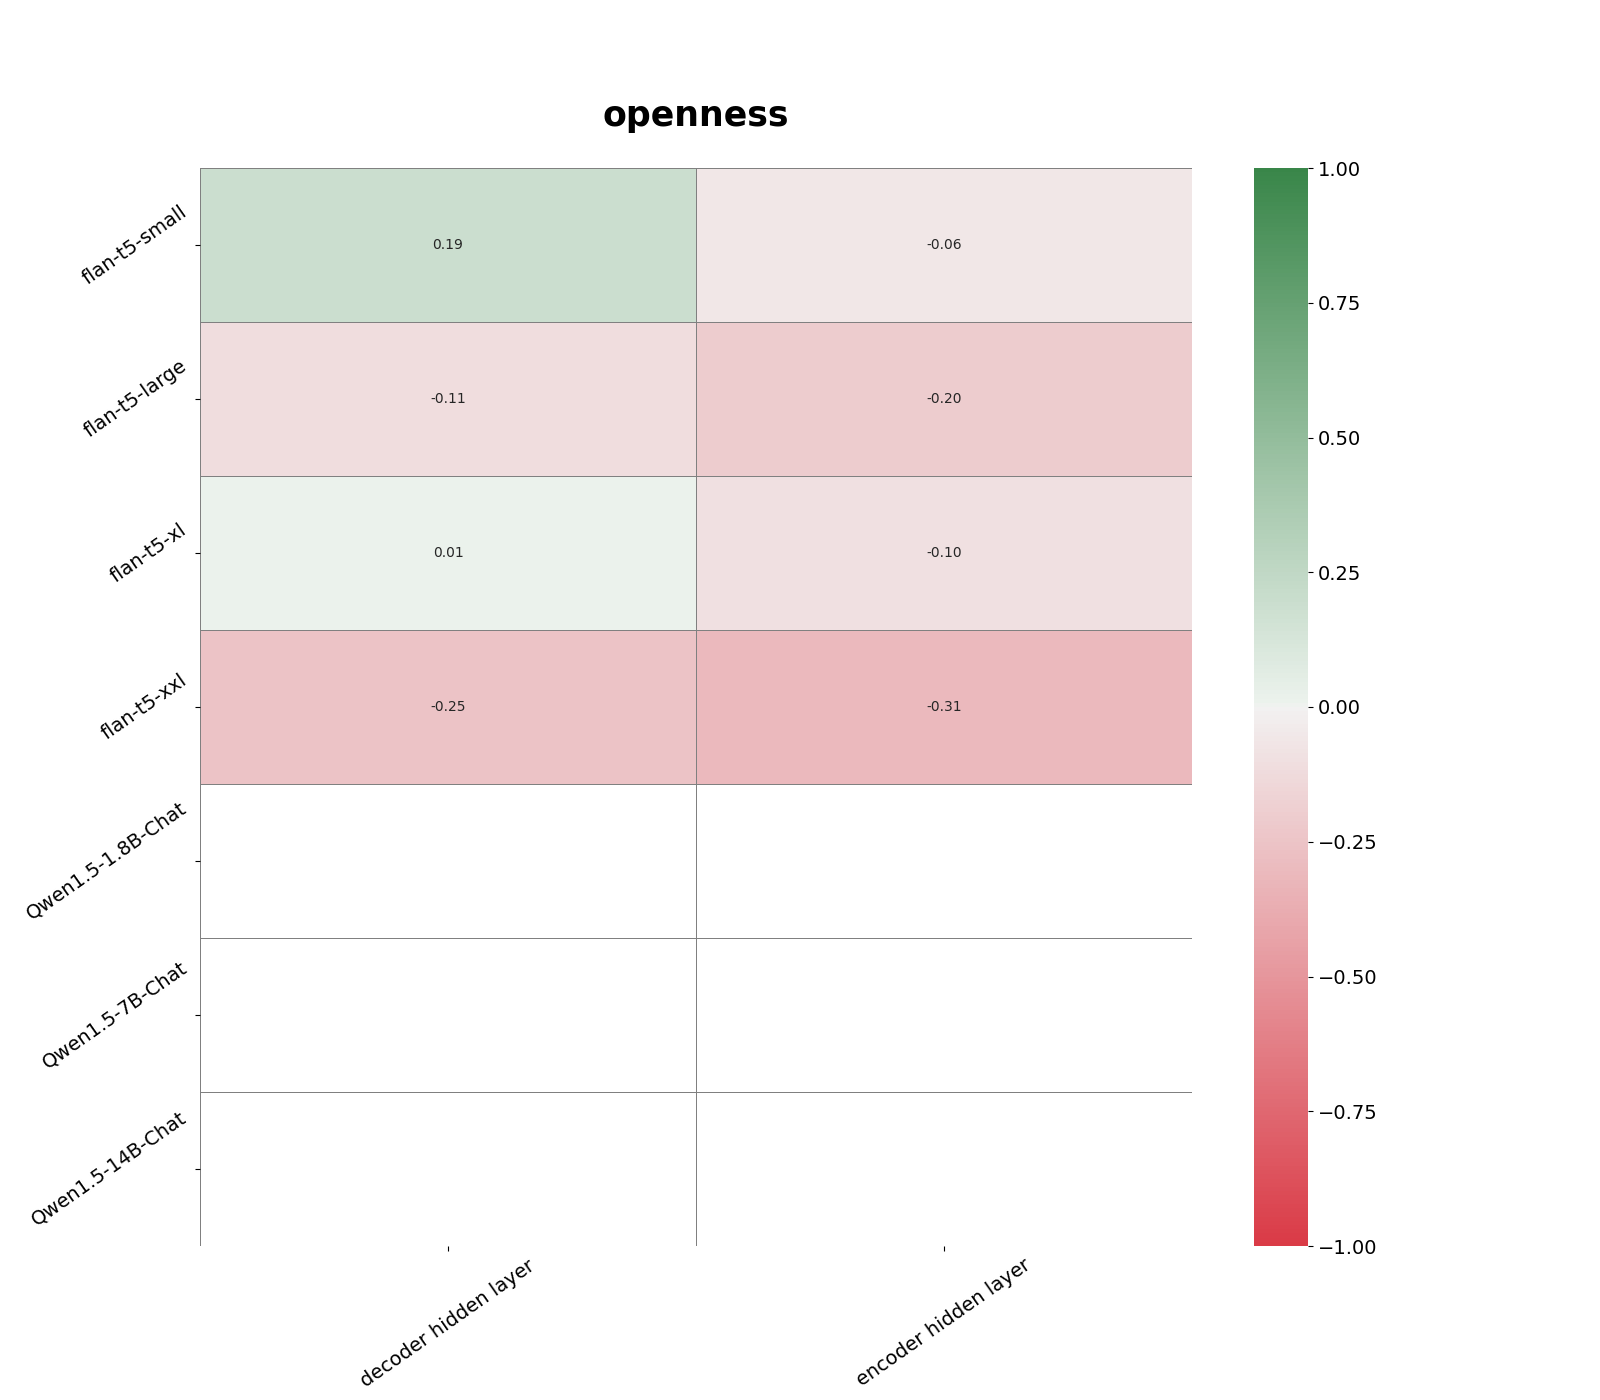 openness
flan-t5-small
0.19
-0.06
flan-t5-large
-0.11
-0.20
flan-t5-xl
0.01
-0.10
flan-t5-xxl
-0.25
-0.31
Qwen1.5-1.8B-Chat
Qwen1.5-7B-Chat
Qwen1.5-14B-Chat
decoder hidden layer
encoder hidden layer
1.00
0.75
0.50
0.25
0.00
−0.25
−0.50
−0.75
−1.00